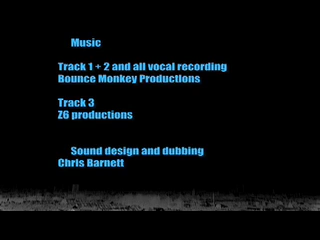 Music
Track 1 + 2 and all vocal recording
Bounce Monkey Productions
Track 3
Z6 productions
Sound design and dubbing
Chris Barnett